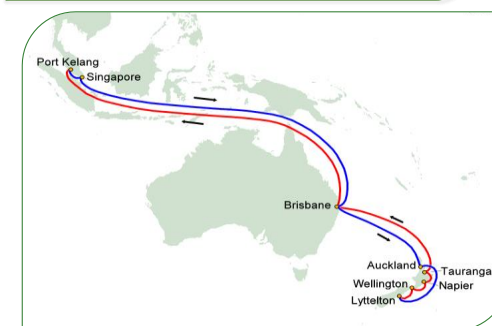 Port Kelang
Singapore
Brisbane
Auckland
Tauranga
Wellington
Napier
Lyttelton